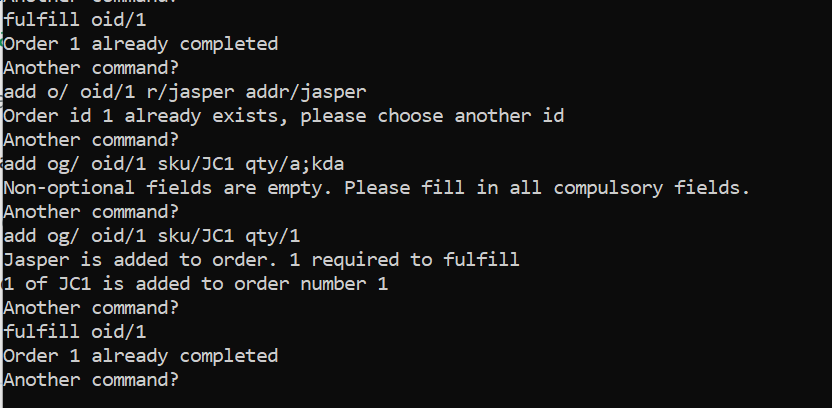 Another command?
fulfill oid/1
Order 1 already completed
Another command?
add o/ oid/1 r/jasper addr/jasper
Order id 1 already exists, please choose another id
Another command?
add og/ oid/1 sku/JC1 qty/a;kda
Non-optional fields are empty. Please fill in all compulsory fields.
Another command?
add og/ oid/1 sku/JC1 qty/1
Jasper is added to order. 1 required to fulfill
1 of JC1 is added to order number 1
Another command?
fulfill oid/1
Order 1 already completed
Another command?